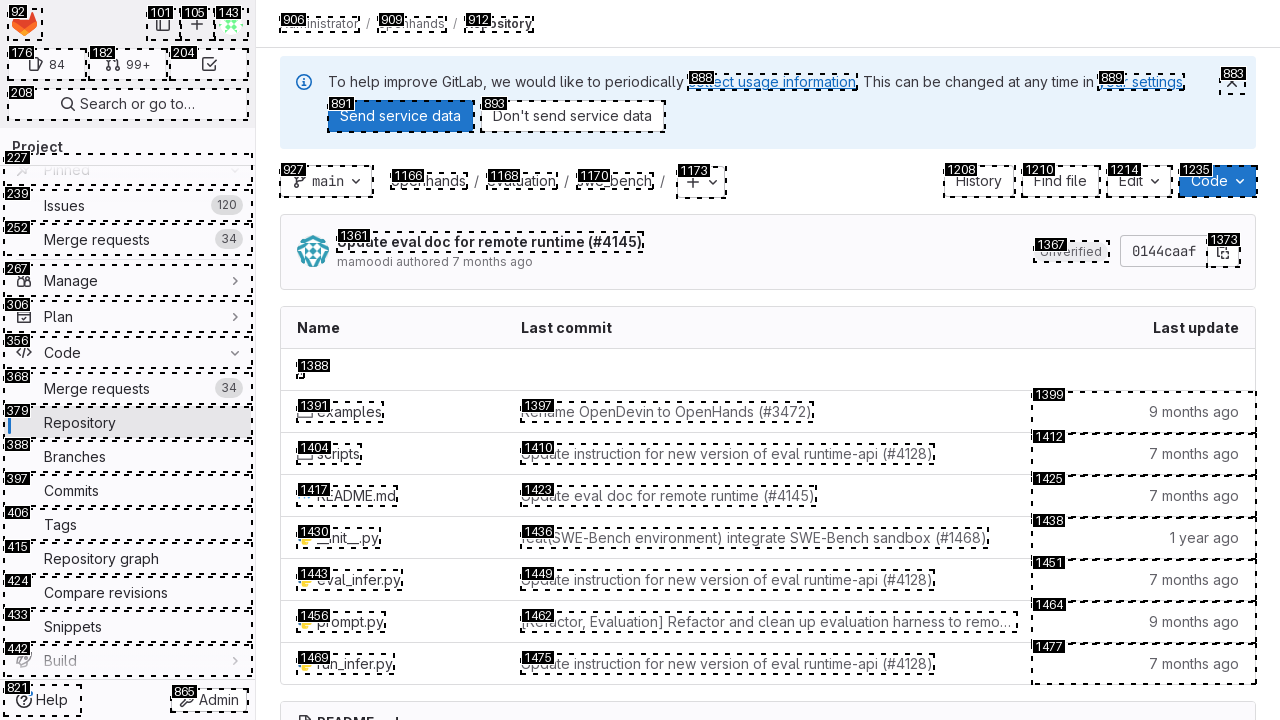 92
101
105
143
176
84
182
99+
204
208
Search or go to…
Project
227
Pinned
239
Issues
120
252
Merge requests
34
267
Manage
306
Plan
356
Code
368
Merge requests
34
379
Repository
388
Branches
397
Commits
406
Tags
415
Repository graph
424
Compare revisions
433
Snippets
442
Build
821
Help
865
Admin
906
Administrator / 909 openhands / 912 Repository
To help improve GitLab, we would like to periodically 888 collect usage information. This can be changed at any time in 889 your settings.
883
891 Send service data
893 Don't send service data
927
main
1166 openhands / 1168 evaluation / 1170 swe_bench /
1173
1208 History
1210 Find file
1214 Edit
1235 Code
1361
Update eval doc for remote runtime (#4145)
mamoodi authored 7 months ago
1367 Unverified
0144caaf
1373
Name Last commit Last update
1388
1391 examples 1397 Rename OpenDevin to OpenHands (#3472) 1399 9 months ago
1404 scripts 1410 Update instruction for new version of eval runtime-api (#4128) 1412 7 months ago
1417 README.md 1423 Update eval doc for remote runtime (#4145) 1425 7 months ago
1430 __init__.py 1436 feat(SWE-Bench environment) integrate SWE-Bench sandbox (#1468) 1438 1 year ago
1443 eval_infer.py 1449 Update instruction for new version of eval runtime-api (#4128) 1451 7 months ago
1456 prompt.py 1462 [Refactor, Evaluation] Refactor and clean up evaluation harness to remo… 1464 9 months ago
1469 run_infer.py 1475 Update instruction for new version of eval runtime-api (#4128) 1477 7 months ago
README.md